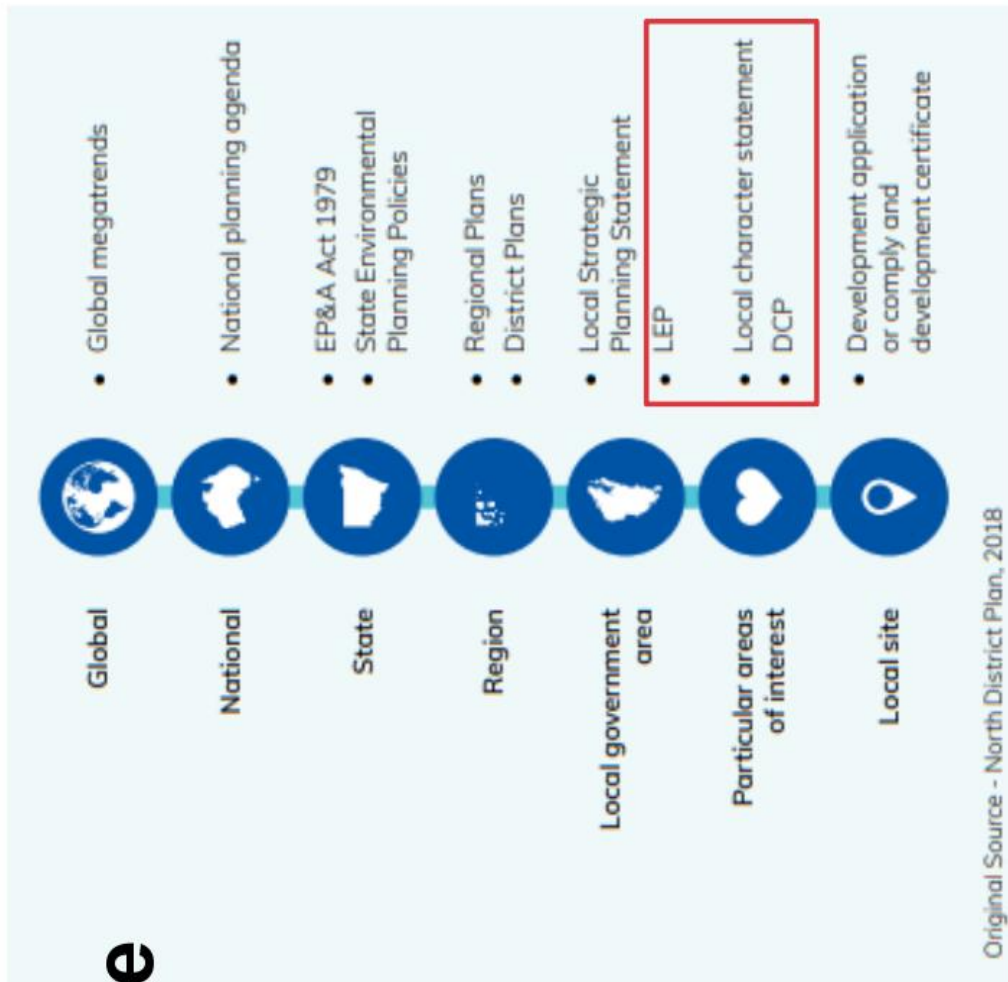 e
Global
• Global megatrends
National
• National planning agenda
State
• EP&A Act 1979
• State Environmental
Planning Policies
Region
• Regional Plans
• District Plans
Local government
area
• Local Strategic
Planning Statement
• LEP
Particular areas
of interest
• Local character statement
• DCP
Local site
• Development application
or comply and
development certificate
Original Source - North District Plan, 2018